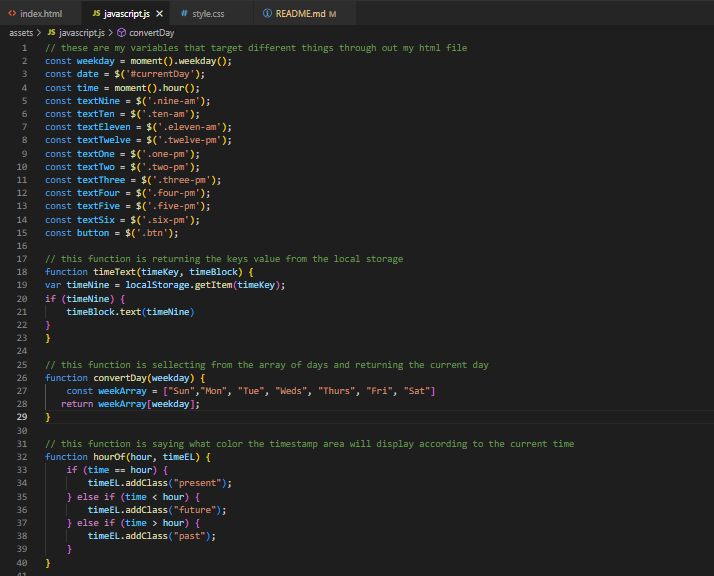 index.html JS javascript.js × # style.css README.md M
assets > JS javascript.js > convertDay
1 // these are my variables that target different things through out my html file
2 const weekday = moment().weekday();
3 const date = $('#currentDay');
4 const time = moment().hour();
5 const textNine = $('.nine-am');
6 const textTen = $('.ten-am');
7 const textEleven = $('.eleven-am');
8 const textTwelve = $('.twelve-pm');
9 const textOne = $('.one-pm');
10 const textTwo = $('.two-pm');
11 const textThree = $('.three-pm');
12 const textFour = $('.four-pm');
13 const textFive = $('.five-pm');
14 const textSix = $('.six-pm');
15 const button = $('.btn');
16
17 // this function is returning the keys value from the local storage
18 function timeText(timeKey, timeBlock) {
19 var timeNine = localStorage.getItem(timeKey);
20 if (timeNine) {
21 timeBlock.text(timeNine)
22 }
23 }
24
25 // this function is sellecting from the array of days and returning the current day
26 function convertDay(weekday) {
27 const weekArray = ["Sun","Mon", "Tue", "Weds", "Thurs", "Fri", "Sat"]
28 return weekArray[weekday];
29 }
30
31 // this function is saying what color the timestamp area will display according to the current time
32 function hourOf(hour, timeEL) {
33 if (time == hour) {
34 timeEL.addClass("present");
35 } else if (time < hour) {
36 timeEL.addClass("future");
37 } else if (time > hour) {
38 timeEL.addClass("past");
39 }
40 }
41